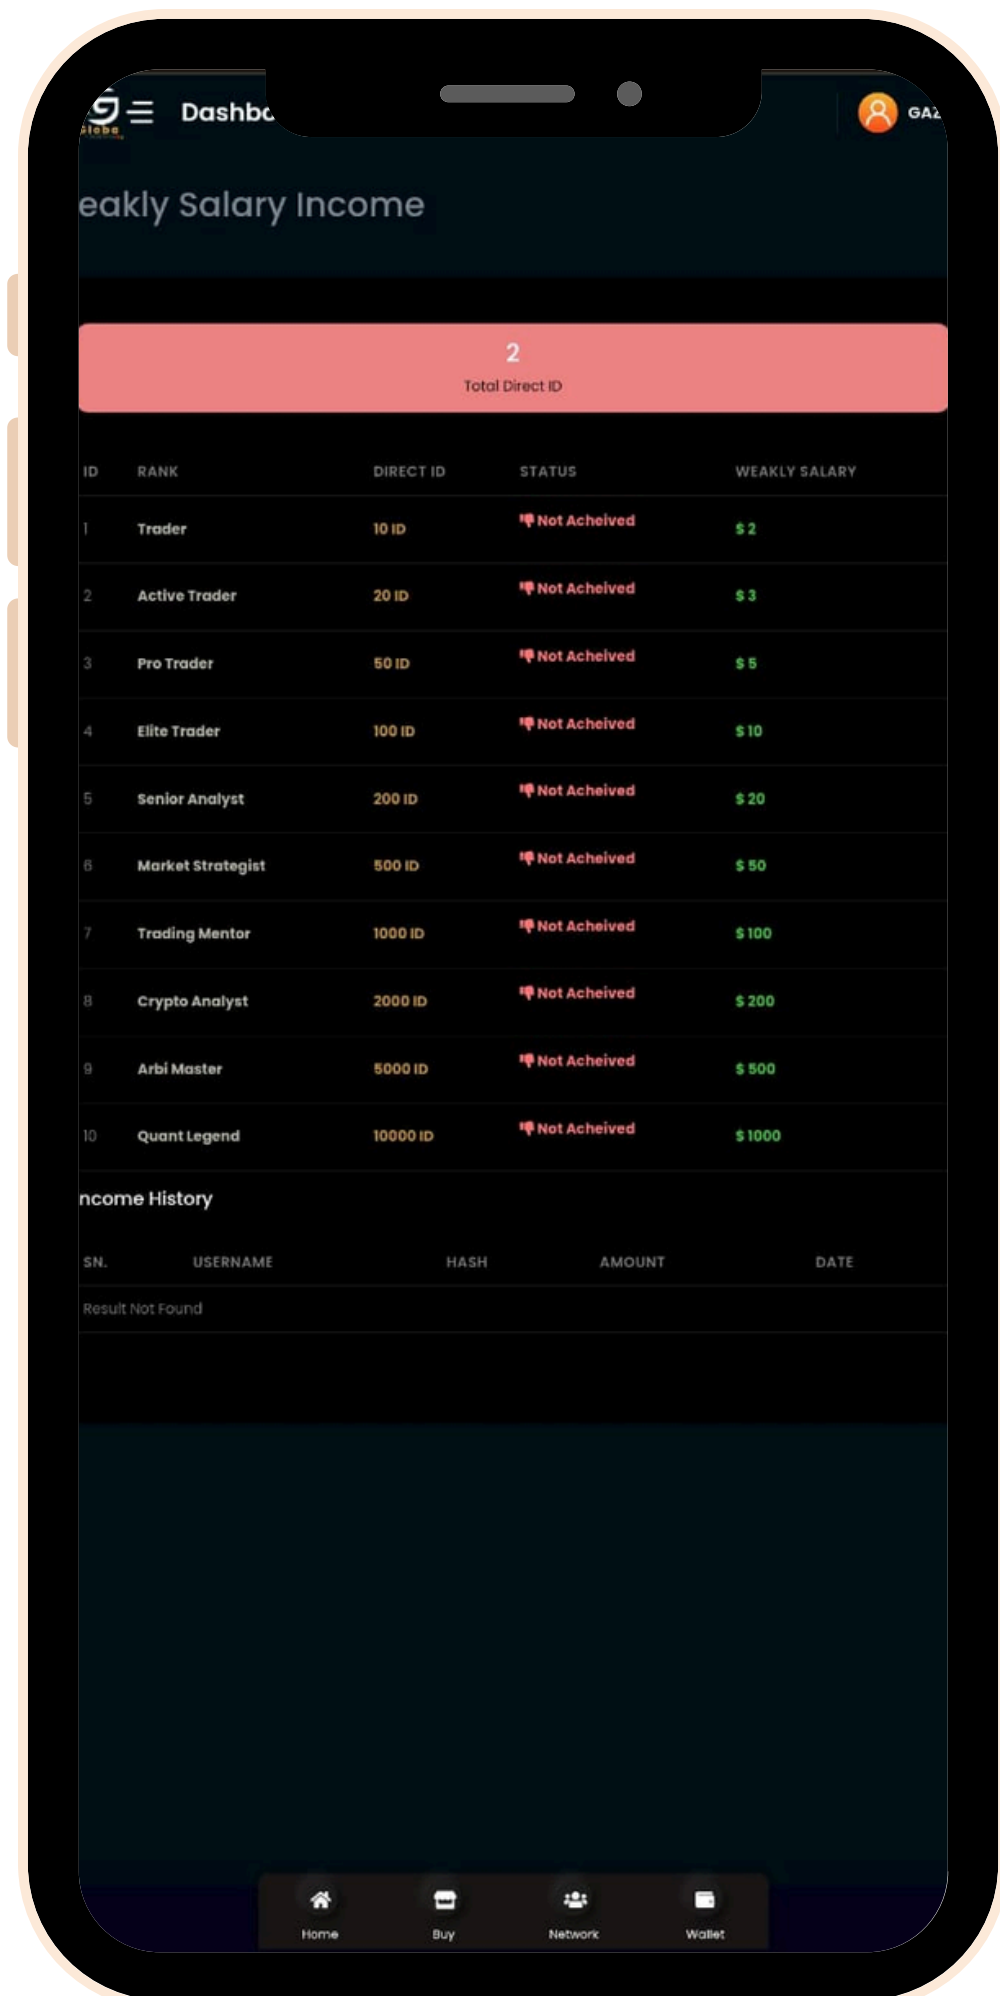 Globa
Dashbo
GAZ
eakly Salary Income
2
Total Direct ID
ID RANK DIRECT ID STATUS WEAKLY SALARY
1 Trader 10 ID Not Acheived $ 2
2 Active Trader 20 ID Not Acheived $ 3
3 Pro Trader 50 ID Not Acheived $ 5
4 Elite Trader 100 ID Not Acheived $ 10
5 Senior Analyst 200 ID Not Acheived $ 20
6 Market Strategist 500 ID Not Acheived $ 50
7 Trading Mentor 1000 ID Not Acheived $ 100
8 Crypto Analyst 2000 ID Not Acheived $ 200
9 Arbi Master 5000 ID Not Acheived $ 500
10 Quant Legend 10000 ID Not Acheived $ 1000
ncome History
SN. USERNAME HASH AMOUNT DATE
Result Not Found
Home Buy Network Wallet